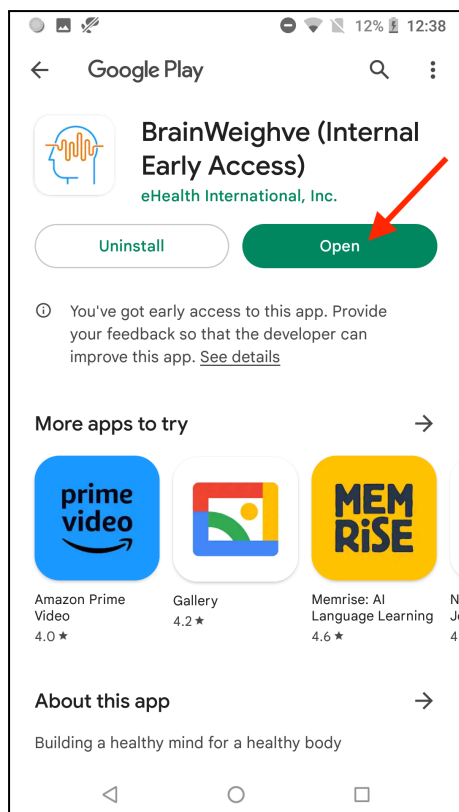 12% 12:38
Google Play
BrainWeighve (Internal
Early Access)
eHealth International, Inc.
Uninstall
Open
You've got early access to this app. Provide
your feedback so that the developer can
improve this app. See details
More apps to try
prime
video
MEM
RiSE
Amazon Prime
Video
4.0 ★
Gallery
4.2 ★
Memrise: AI
Language Learning
4.6 ★
N
4
About this app
Building a healthy mind for a healthy body